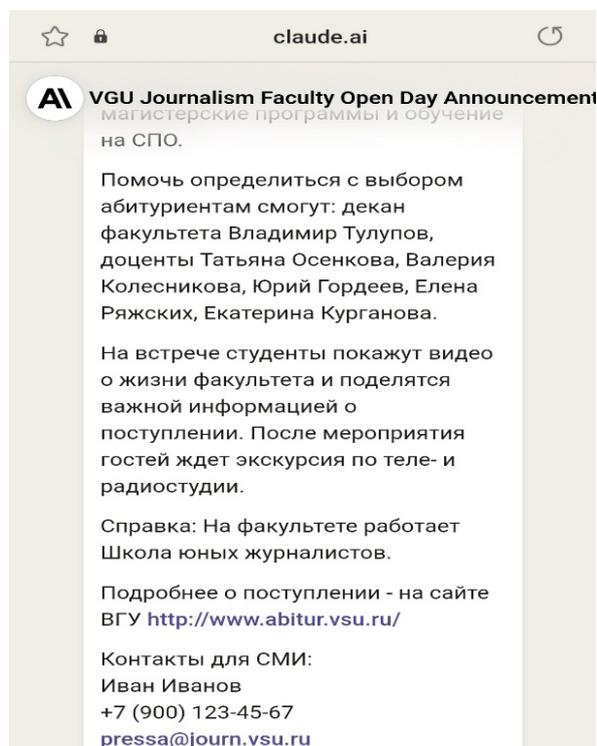 claude.ai
VGU Journalism Faculty Open Day Announcement
магистерские программы и обучение
на СПО.
Помочь определиться с выбором
абитуриентам смогут: декан
факультета Владимир Тулупов,
доценты Татьяна Осенкова, Валерия
Колесникова, Юрий Гордеев, Елена
Ряжских, Екатерина Курганова.
На встрече студенты покажут видео
о жизни факультета и поделятся
важной информацией о
поступлении. После мероприятия
гостей ждет экскурсия по теле- и
радиостудии.
Справка: На факультете работает
Школа юных журналистов.
Подробнее о поступлении - на сайте
ВГУ http://www.abitur.vsu.ru/
Контакты для СМИ:
Иван Иванов
+7 (900) 123-45-67
pressa@journ.vsu.ru